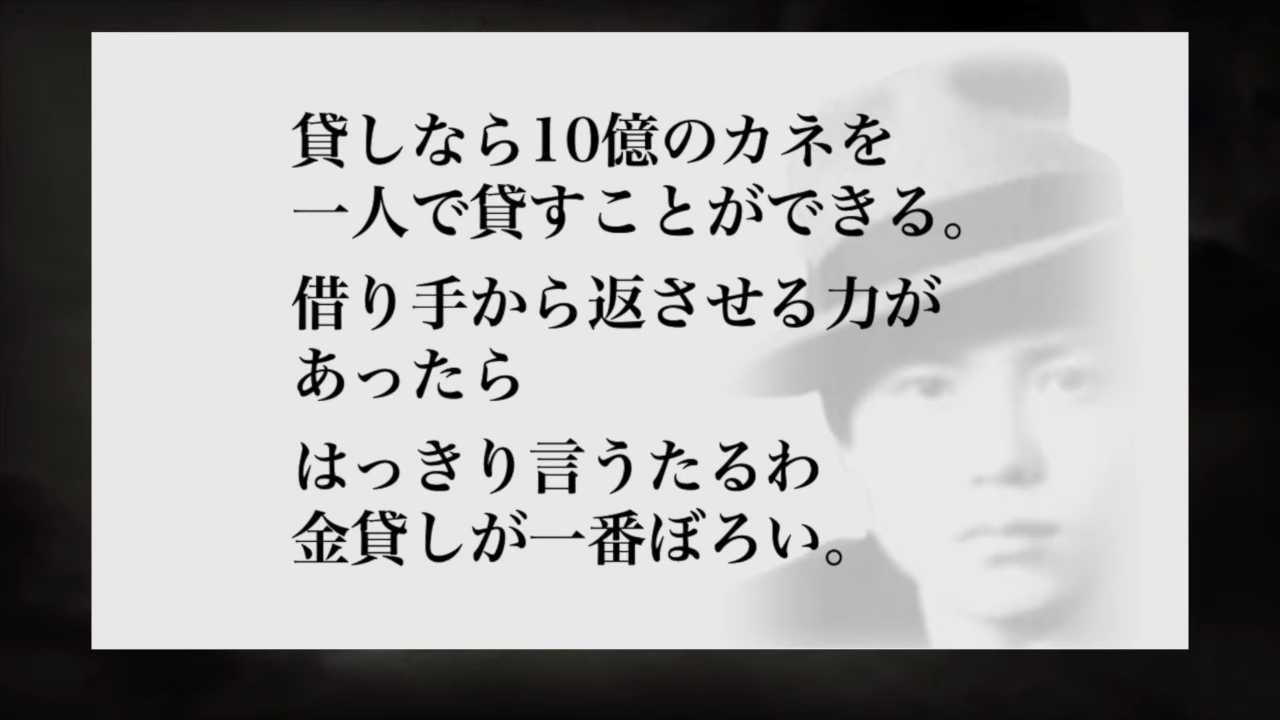 貸しなら10億のカネを
一人で貸すことができる。
借り手から返させる力が
あったら
はっきり言うたるわ
金貸しが一番ぼろい。